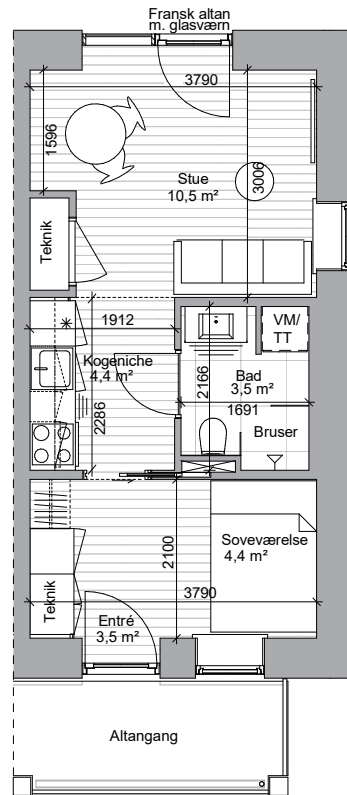 Fransk altan
m. glasværn
3790
1596
Stue
10,5 m²
3006
Teknik
1912
Kogeniche
4,4 m²
2286
VM/
TT
Bad
3,5 m²
2166
1691
Bruser
2100
Soveværelse
4,4 m²
Teknik
3790
Entré
3,5 m²
Altangang